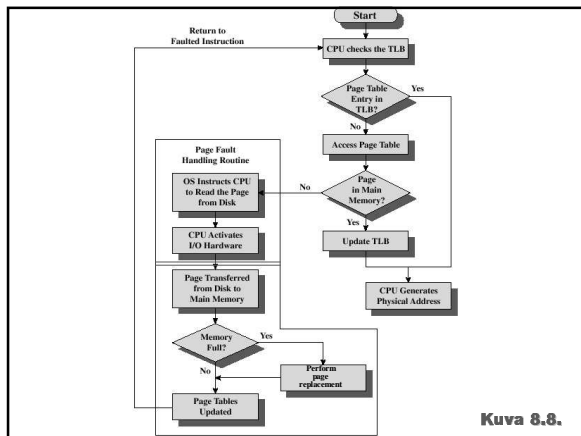 Start
Return to
Faulted Instruction
CPU checks the TLB
Page Table
Entry in
TLB?
Yes
No
Access Page Table
Page Fault
Handling Routine
OS Instructs CPU
to Read the Page
from Disk
No
Page
in Main
Memory?
Yes
CPU Activates
I/O Hardware
Update TLB
Page Transferred
from Disk to
Main Memory
CPU Generates
Physical Address
Memory
Full?
Yes
No
Perform
page
replacement
Page Tables
Updated
Kuva 8.8.